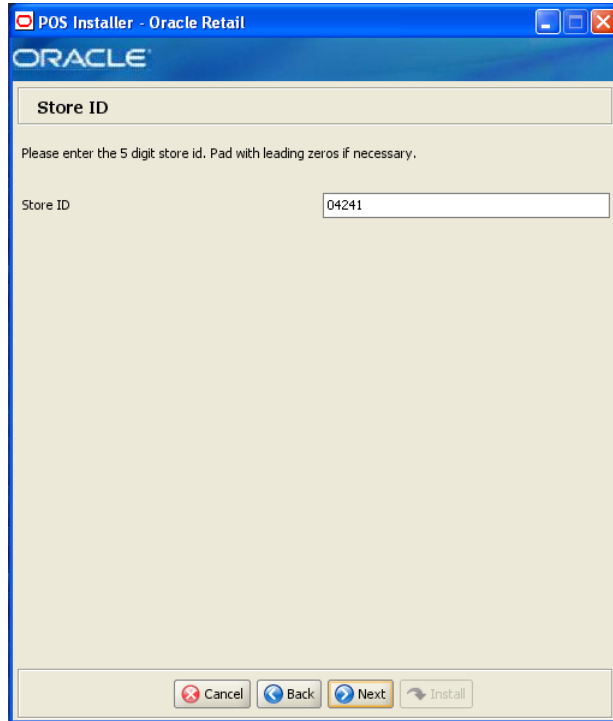 POS Installer - Oracle Retail
ORACLE
Store ID
Please enter the 5 digit store id. Pad with leading zeros if necessary.
Store ID 04241
Cancel Back Next Install